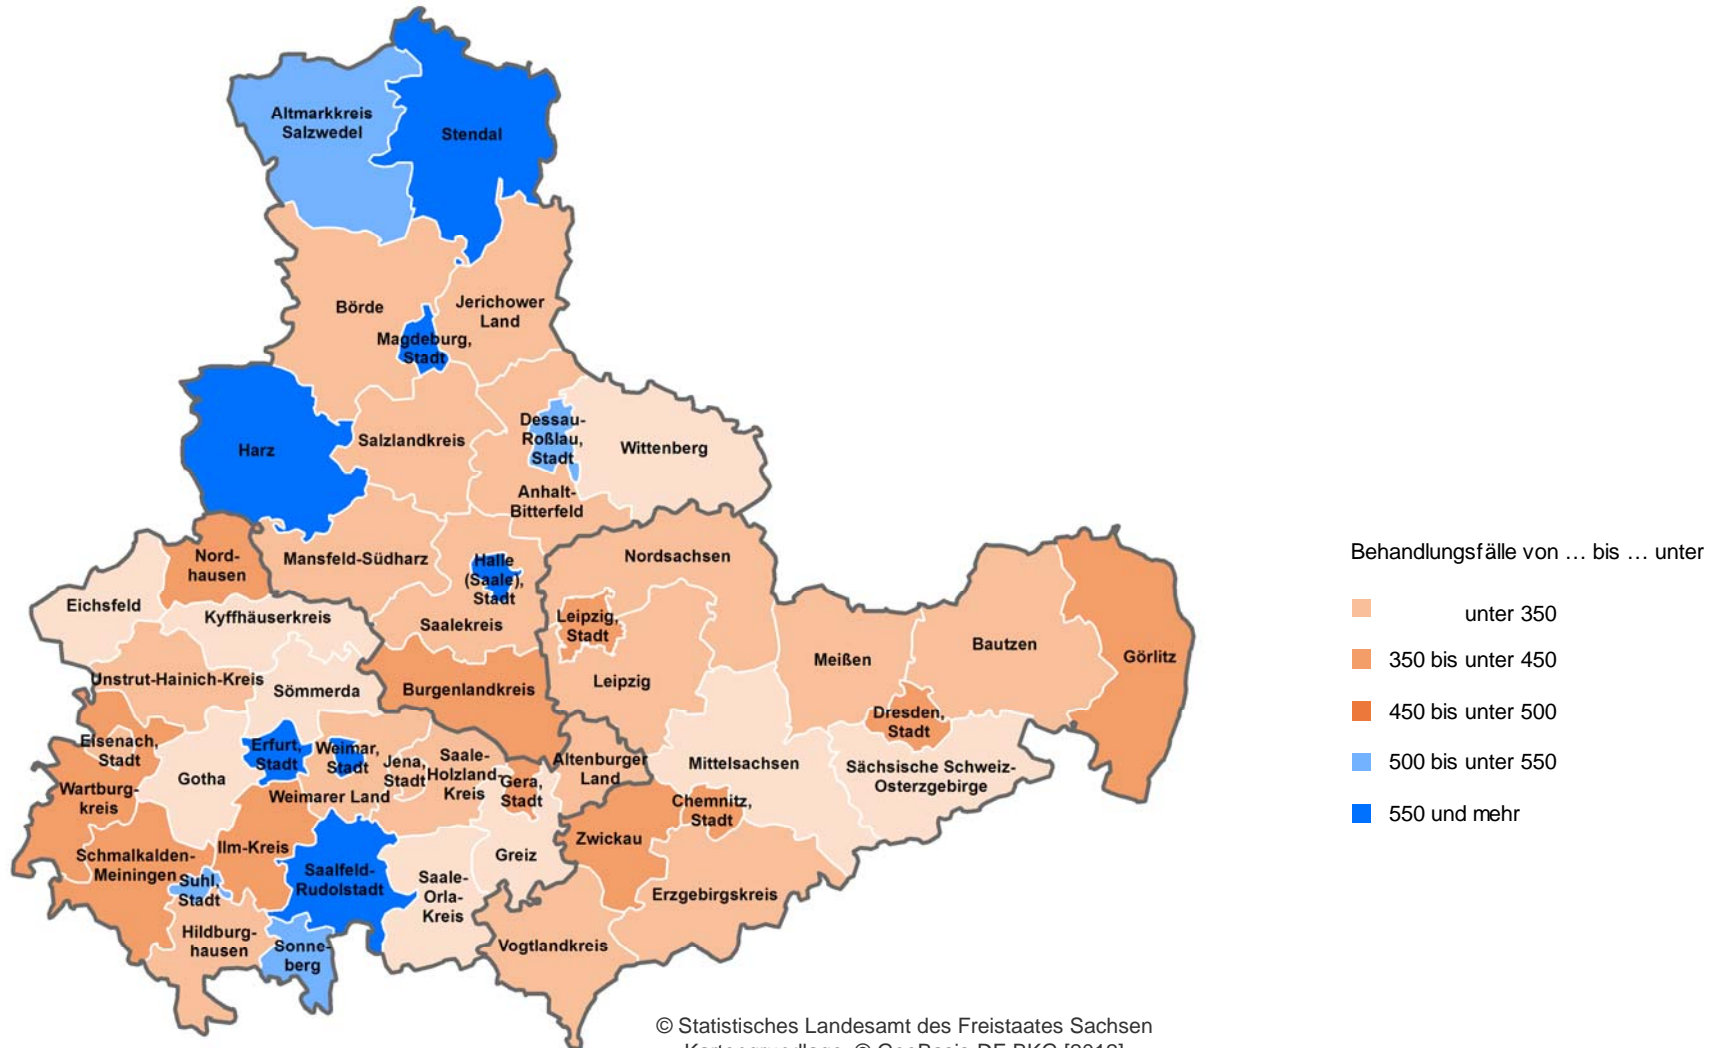 Altmarkkreis
Salzwedel
Stendal
Börde
Jerichower
Land
Magdeburg,
Stadt
Harz
Salzlandkreis
Dessau-
Roßlau,
Stadt
Wittenberg
Anhalt-
Bitterfeld
Nord-
hausen
Mansfeld-Südharz
Halle
(Saale),
Stadt
Nordsachsen
Eichsfeld
Kyffhäuserkreis
Saalekreis
Leipzig,
Stadt
Bautzen
Görlitz
Meißen
Unstrut-Hainich-Kreis
Sömmerda
Burgenlandkreis
Leipzig
Dresden,
Stadt
Eisenach,
Stadt
Erfurt,
Stadt
Weimar,
Stadt
Jena,
Stadt
Saale-
Holzland-
Kreis
Gera,
Stadt
Altenburger
Land
Mittelsachsen
Sächsische Schweiz-
Osterzgebirge
Gotha
Wartburg-
kreis
Weimarer Land
Chemnitz,
Stadt
Zwickau
Schmalkalden-
Meiningen
Ilm-Kreis
Greiz
Suhl,
Stadt
Saalfeld-
Rudolstadt
Saale-
Orla-
Kreis
Erzgebirgskreis
Hildburg-
hausen
Sonne-
berg
Vogtlandkreis
Behandlungsfälle von … bis … unter
unter 350
350 bis unter 450
450 bis unter 500
500 bis unter 550
550 und mehr
© Statistisches Landesamt des Freistaates Sachsen
Kartengrundlage: © GeoBasis-DE BKG [2012]